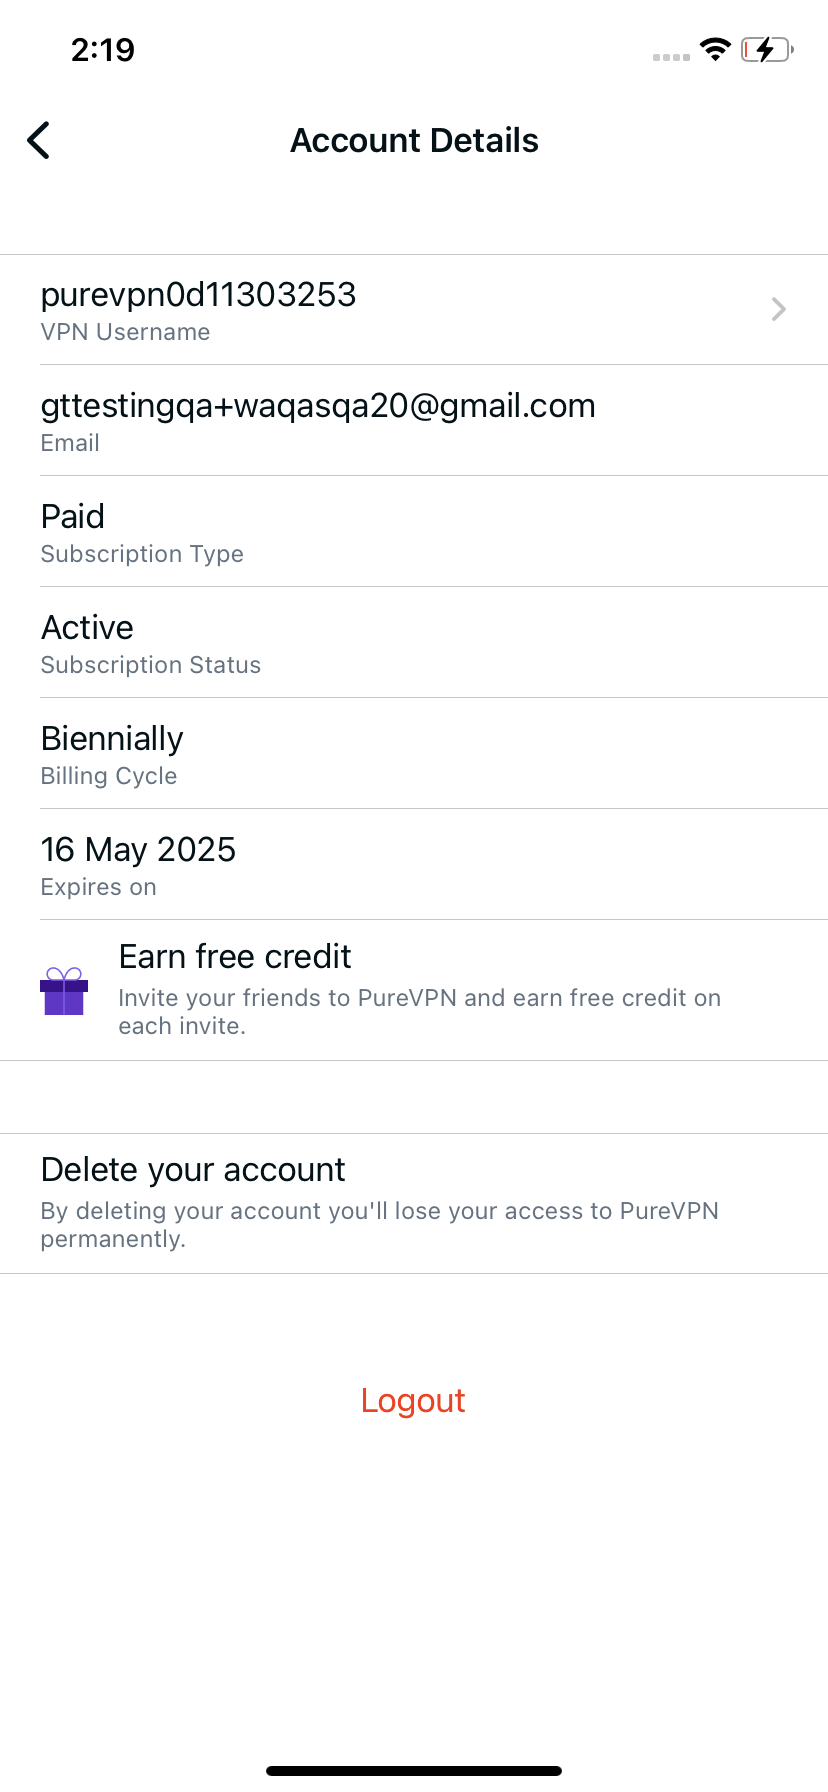 2:19
Account Details
purevpn0d11303253
VPN Username
gttestingqa+waqasqa20@gmail.com
Email
Paid
Subscription Type
Active
Subscription Status
Biennially
Billing Cycle
16 May 2025
Expires on
Earn free credit
Invite your friends to PureVPN and earn free credit on
each invite.
Delete your account
By deleting your account you'll lose your access to PureVPN
permanently.
Logout